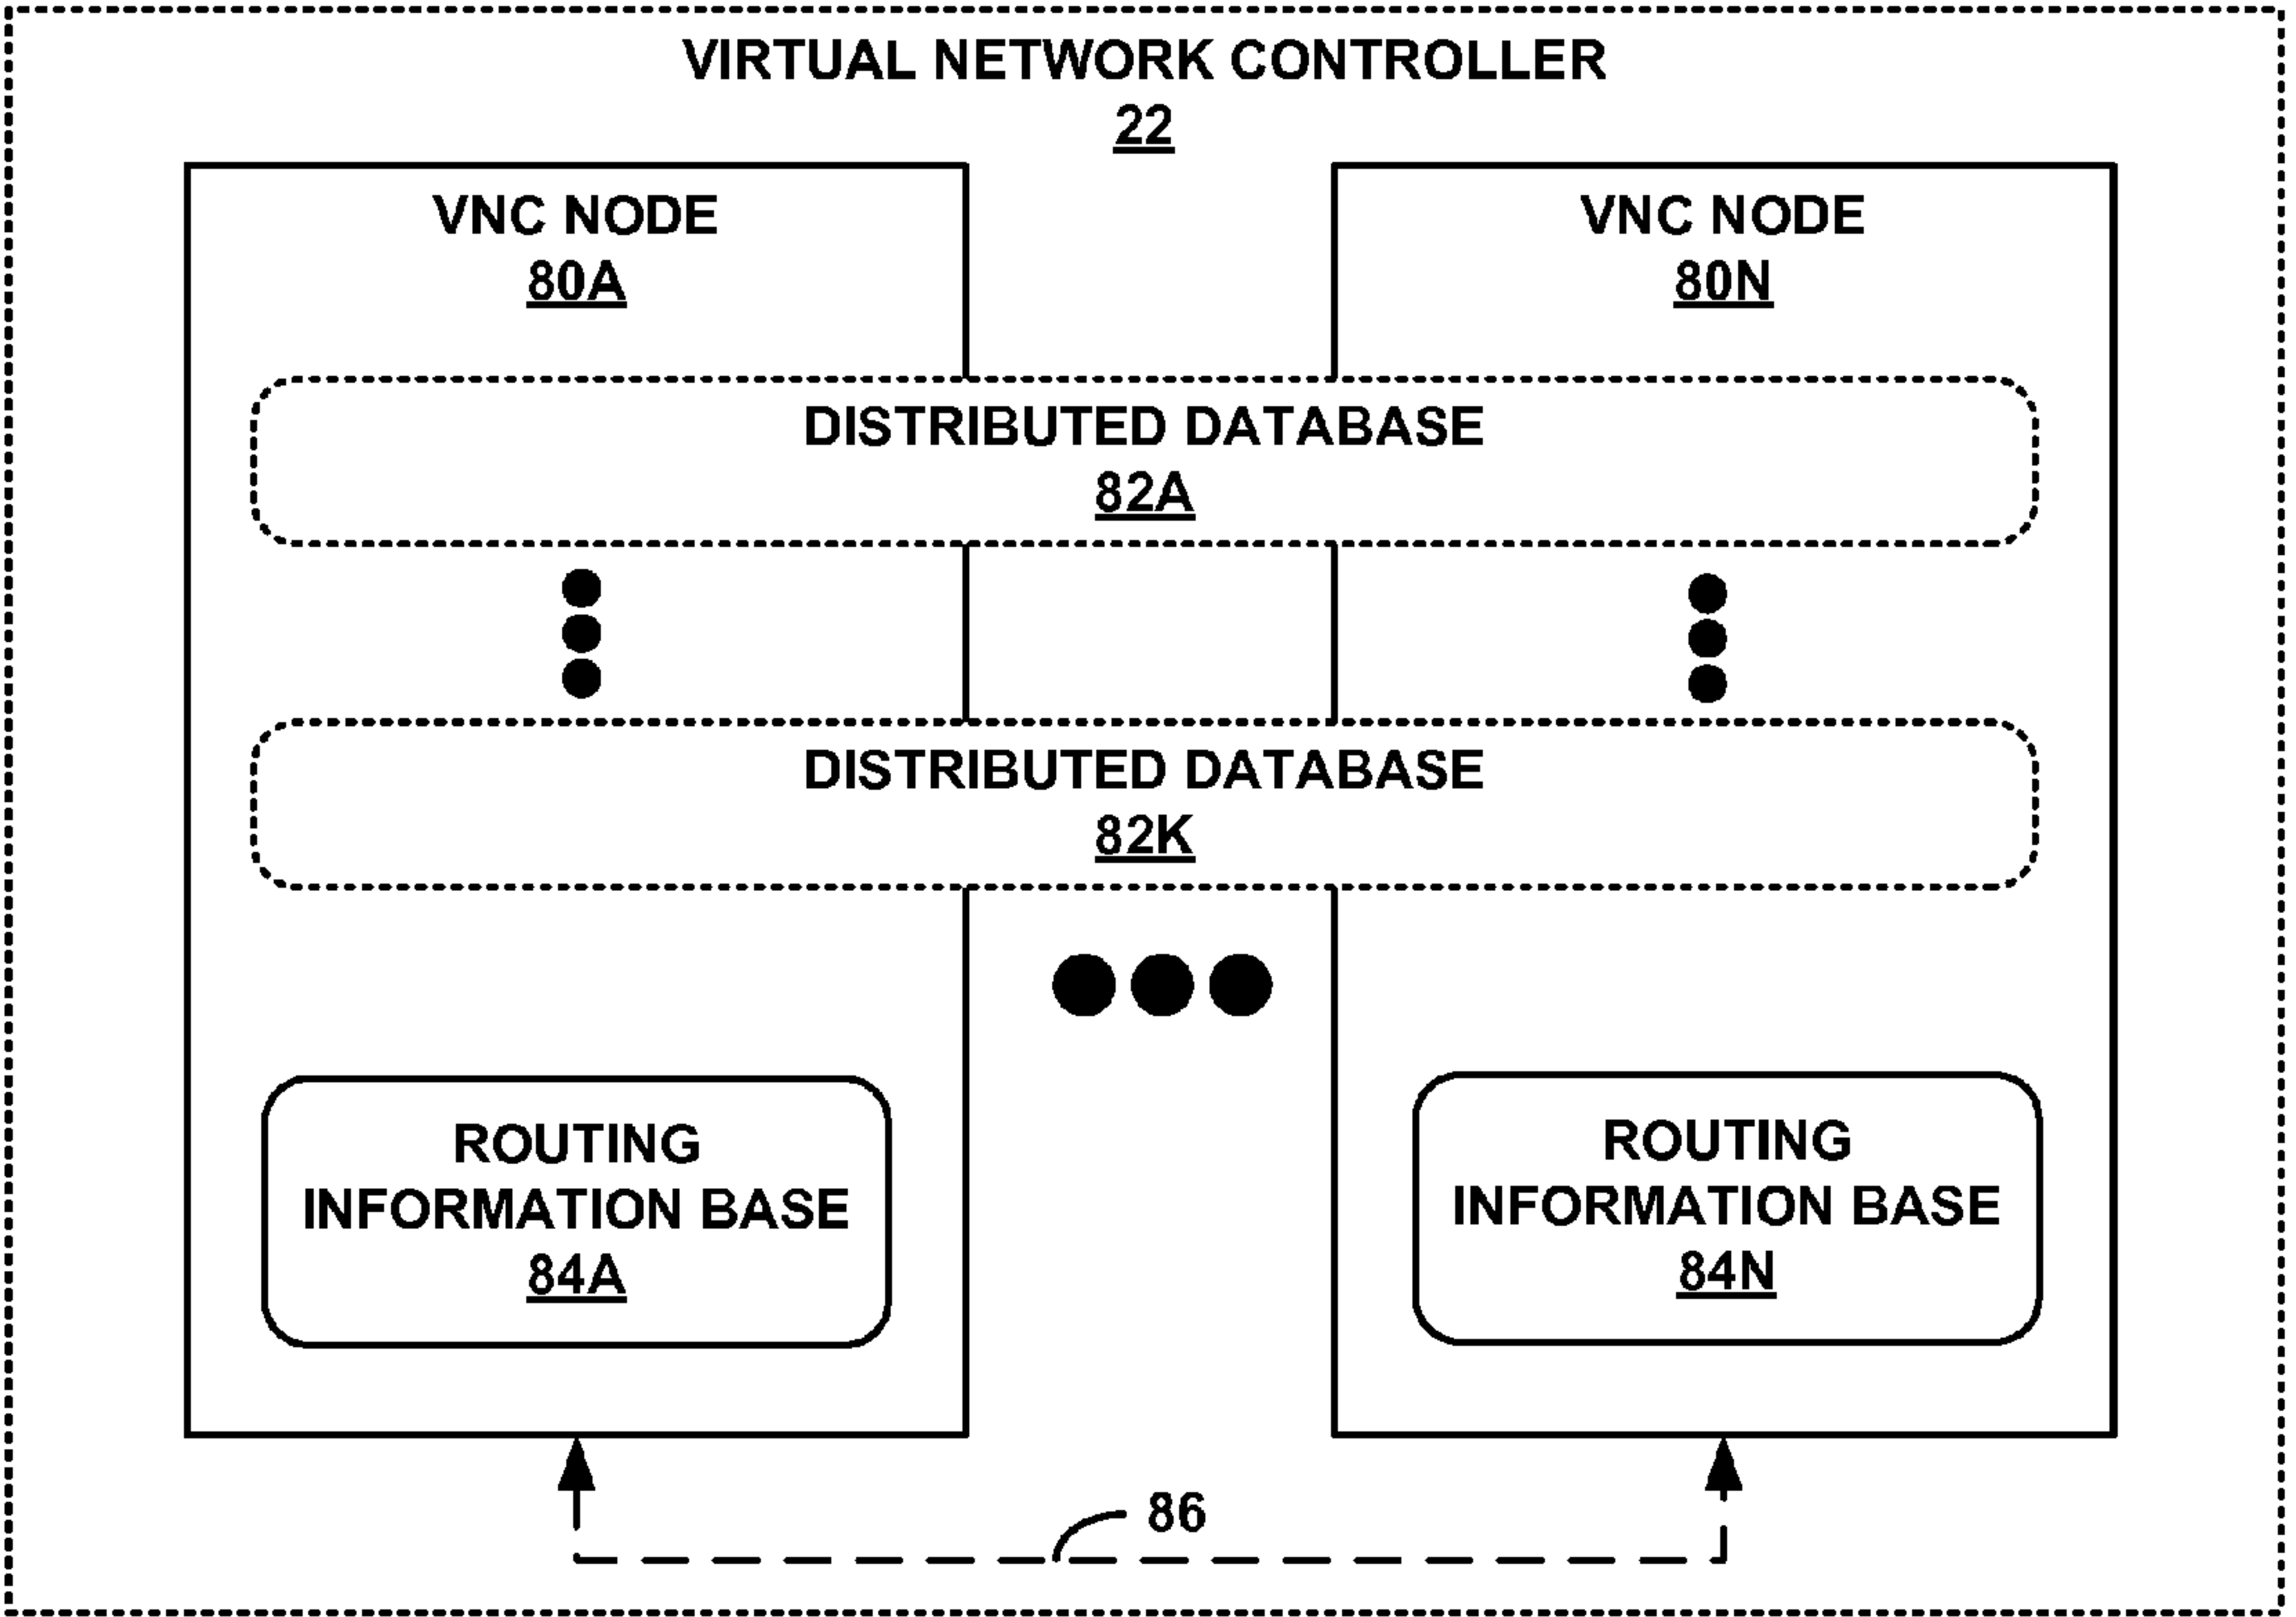 VIRTUAL NETWORK CONTROLLER
22
VNC NODE
80A
VNC NODE
80N
DISTRIBUTED DATABASE
82A
DISTRIBUTED DATABASE
82K
ROUTING
INFORMATION BASE
84A
ROUTING
INFORMATION BASE
84N
86